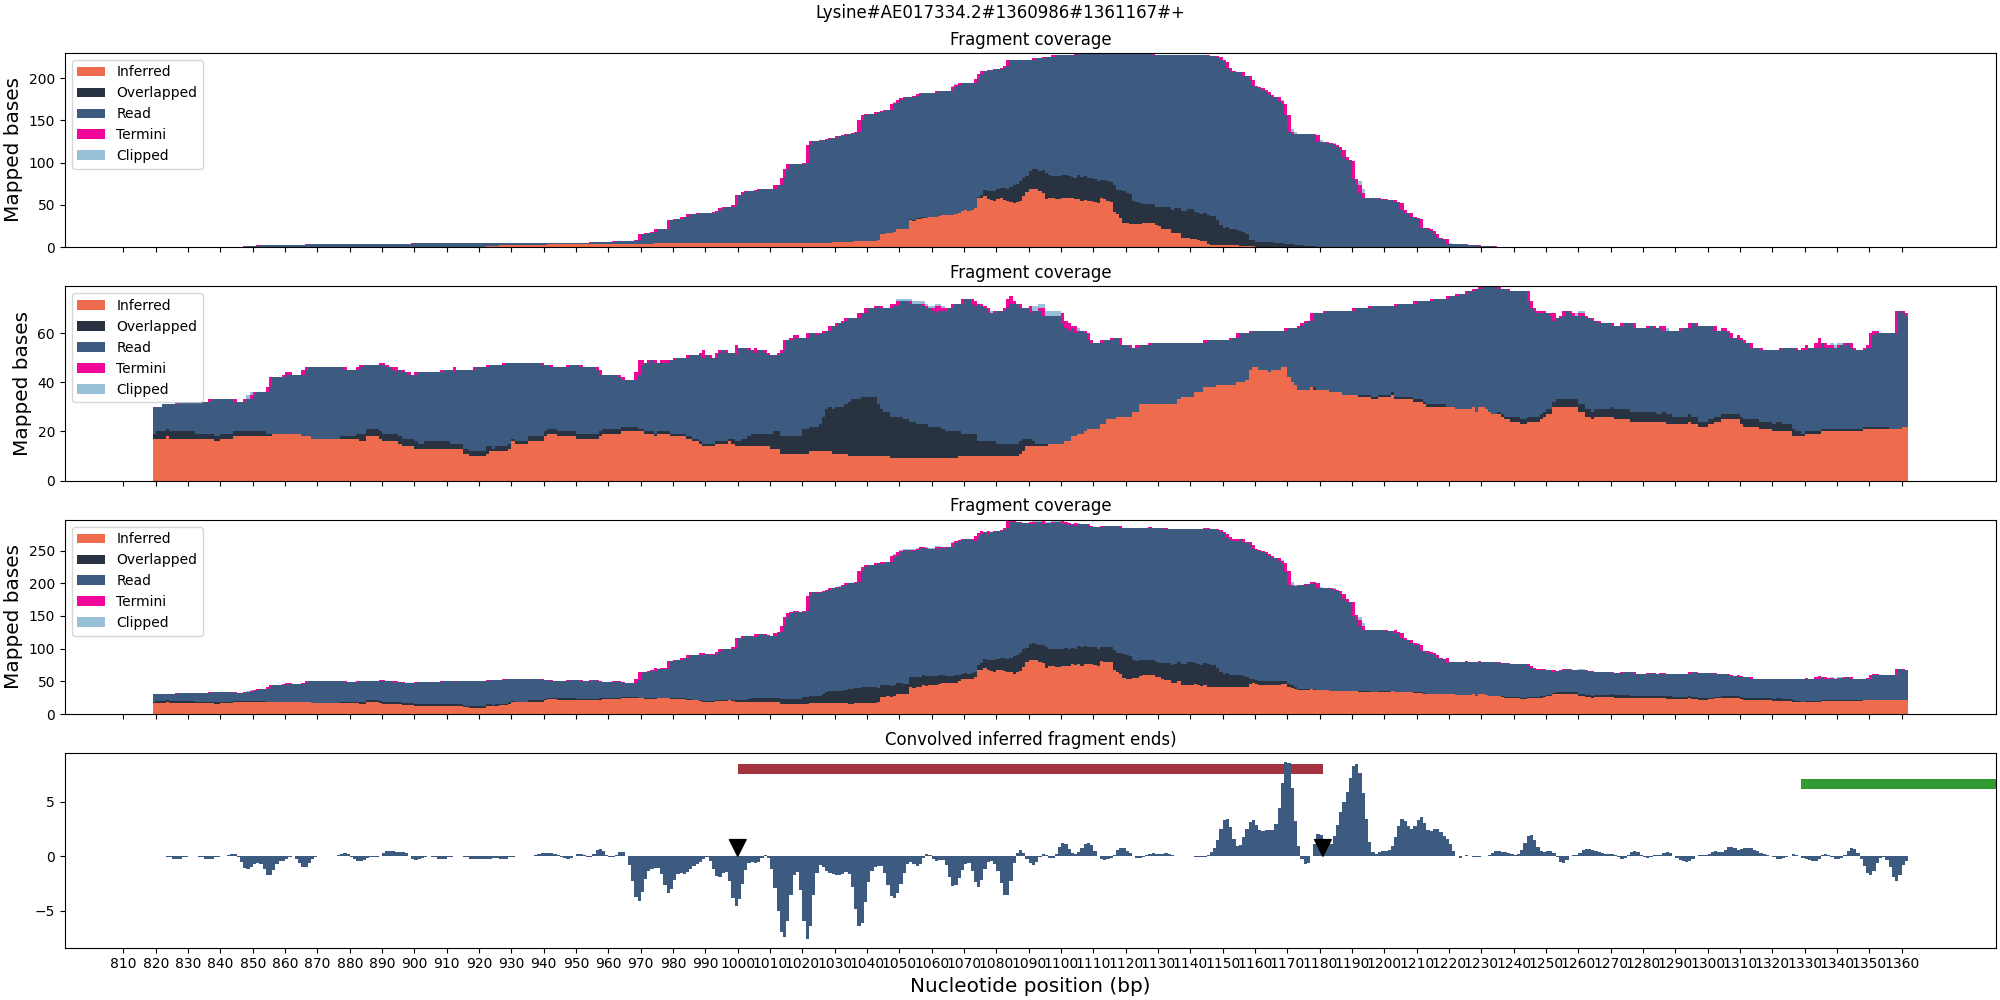 Lysine#AE017334.2#1360986#1361167#+
Fragment coverage
Mapped bases
200
150
100
50
0
Inferred
Overlapped
Read
Termini
Clipped
Fragment coverage
Mapped bases
60
40
20
0
Inferred
Overlapped
Read
Termini
Clipped
Fragment coverage
Mapped bases
250
200
150
100
50
0
Inferred
Overlapped
Read
Termini
Clipped
Convolved inferred fragment ends)
5
0
−5
810 820 830 840 850 860 870 880 890 900 910 920 930 940 950 960 970 980 990 1000 1010 1020 1030 1040 1050 1060 1070 1080 1090 1100 1110 1120 1130 1140 1150 1160 1170 1180 1190 1200 1210 1220 1230 1240 1250 1260 1270 1280 1290 1300 1310 1320 1330 1340 1350 1360
Nucleotide position (bp)